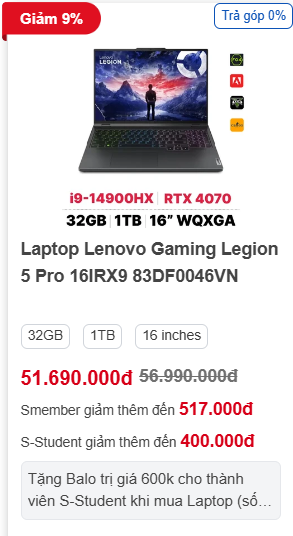 Giảm 9%
Trả góp 0%
LENOVO
LEGION
i9-14900HX RTX 4070
32GB 1TB 16” WQXGA
Laptop Lenovo Gaming Legion
5 Pro 16IRX9 83DF0046VN
32GB
1TB
16 inches
51.690.000đ 56.990.000đ
Smember giảm thêm đến 517.000đ
S-Student giảm thêm đến 400.000đ
Tặng Balo trị giá 600k cho thành
viên S-Student khi mua Laptop (số…